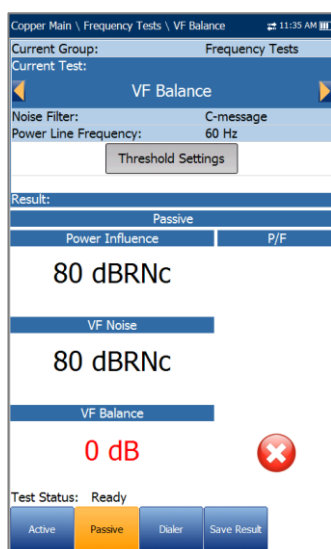 Copper Main \ Frequency Tests \ VF Balance 11:35 AM
Current Group: Frequency Tests
Current Test:
VF Balance
Noise Filter: C-message
Power Line Frequency: 60 Hz
Threshold Settings
Result:
Passive
Power Influence P/F
80 dBRNc
VF Noise
80 dBRNc
VF Balance
0 dB
Test Status: Ready
Active Passive Dialer Save Result